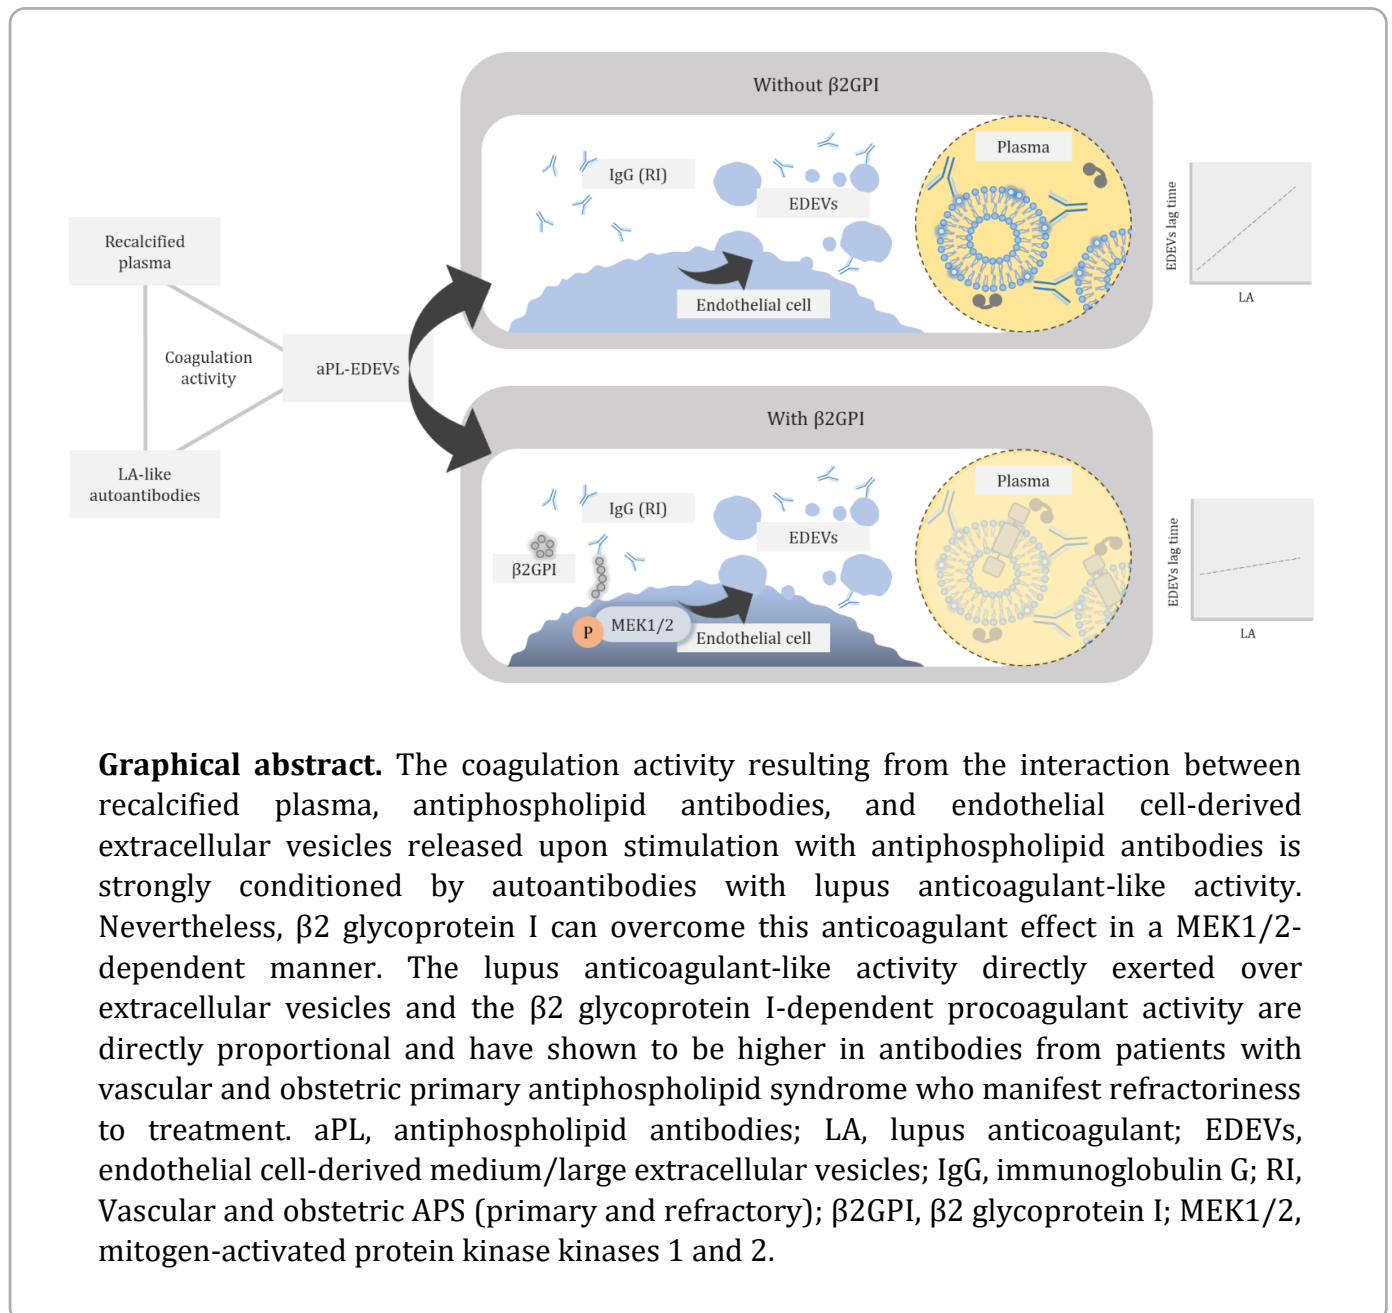 Without β2GPI
IgG (RI)
EDEVs
Endothelial cell
Plasma
EDEVs lag time
LA
Recalcified
plasma
Coagulation
activity
aPL-EDEVs
LA-like
autoantibodies
With β2GPI
IgG (RI)
β2GPI
EDEVs
P
MEK1/2
Endothelial cell
Plasma
EDEVs lag time
LA
Graphical abstract. The coagulation activity resulting from the interaction between
recalcified plasma, antiphospholipid antibodies, and endothelial cell-derived
extracellular vesicles released upon stimulation with antiphospholipid antibodies is
strongly conditioned by autoantibodies with lupus anticoagulant-like activity.
Nevertheless, β2 glycoprotein I can overcome this anticoagulant effect in a MEK1/2-
dependent manner. The lupus anticoagulant-like activity directly exerted over
extracellular vesicles and the β2 glycoprotein I-dependent procoagulant activity are
directly proportional and have shown to be higher in antibodies from patients with
vascular and obstetric primary antiphospholipid syndrome who manifest refractoriness
to treatment. aPL, antiphospholipid antibodies; LA, lupus anticoagulant; EDEVs,
endothelial cell-derived medium/large extracellular vesicles; IgG, immunoglobulin G; RI,
Vascular and obstetric APS (primary and refractory); β2GPI, β2 glycoprotein I; MEK1/2,
mitogen-activated protein kinase kinases 1 and 2.